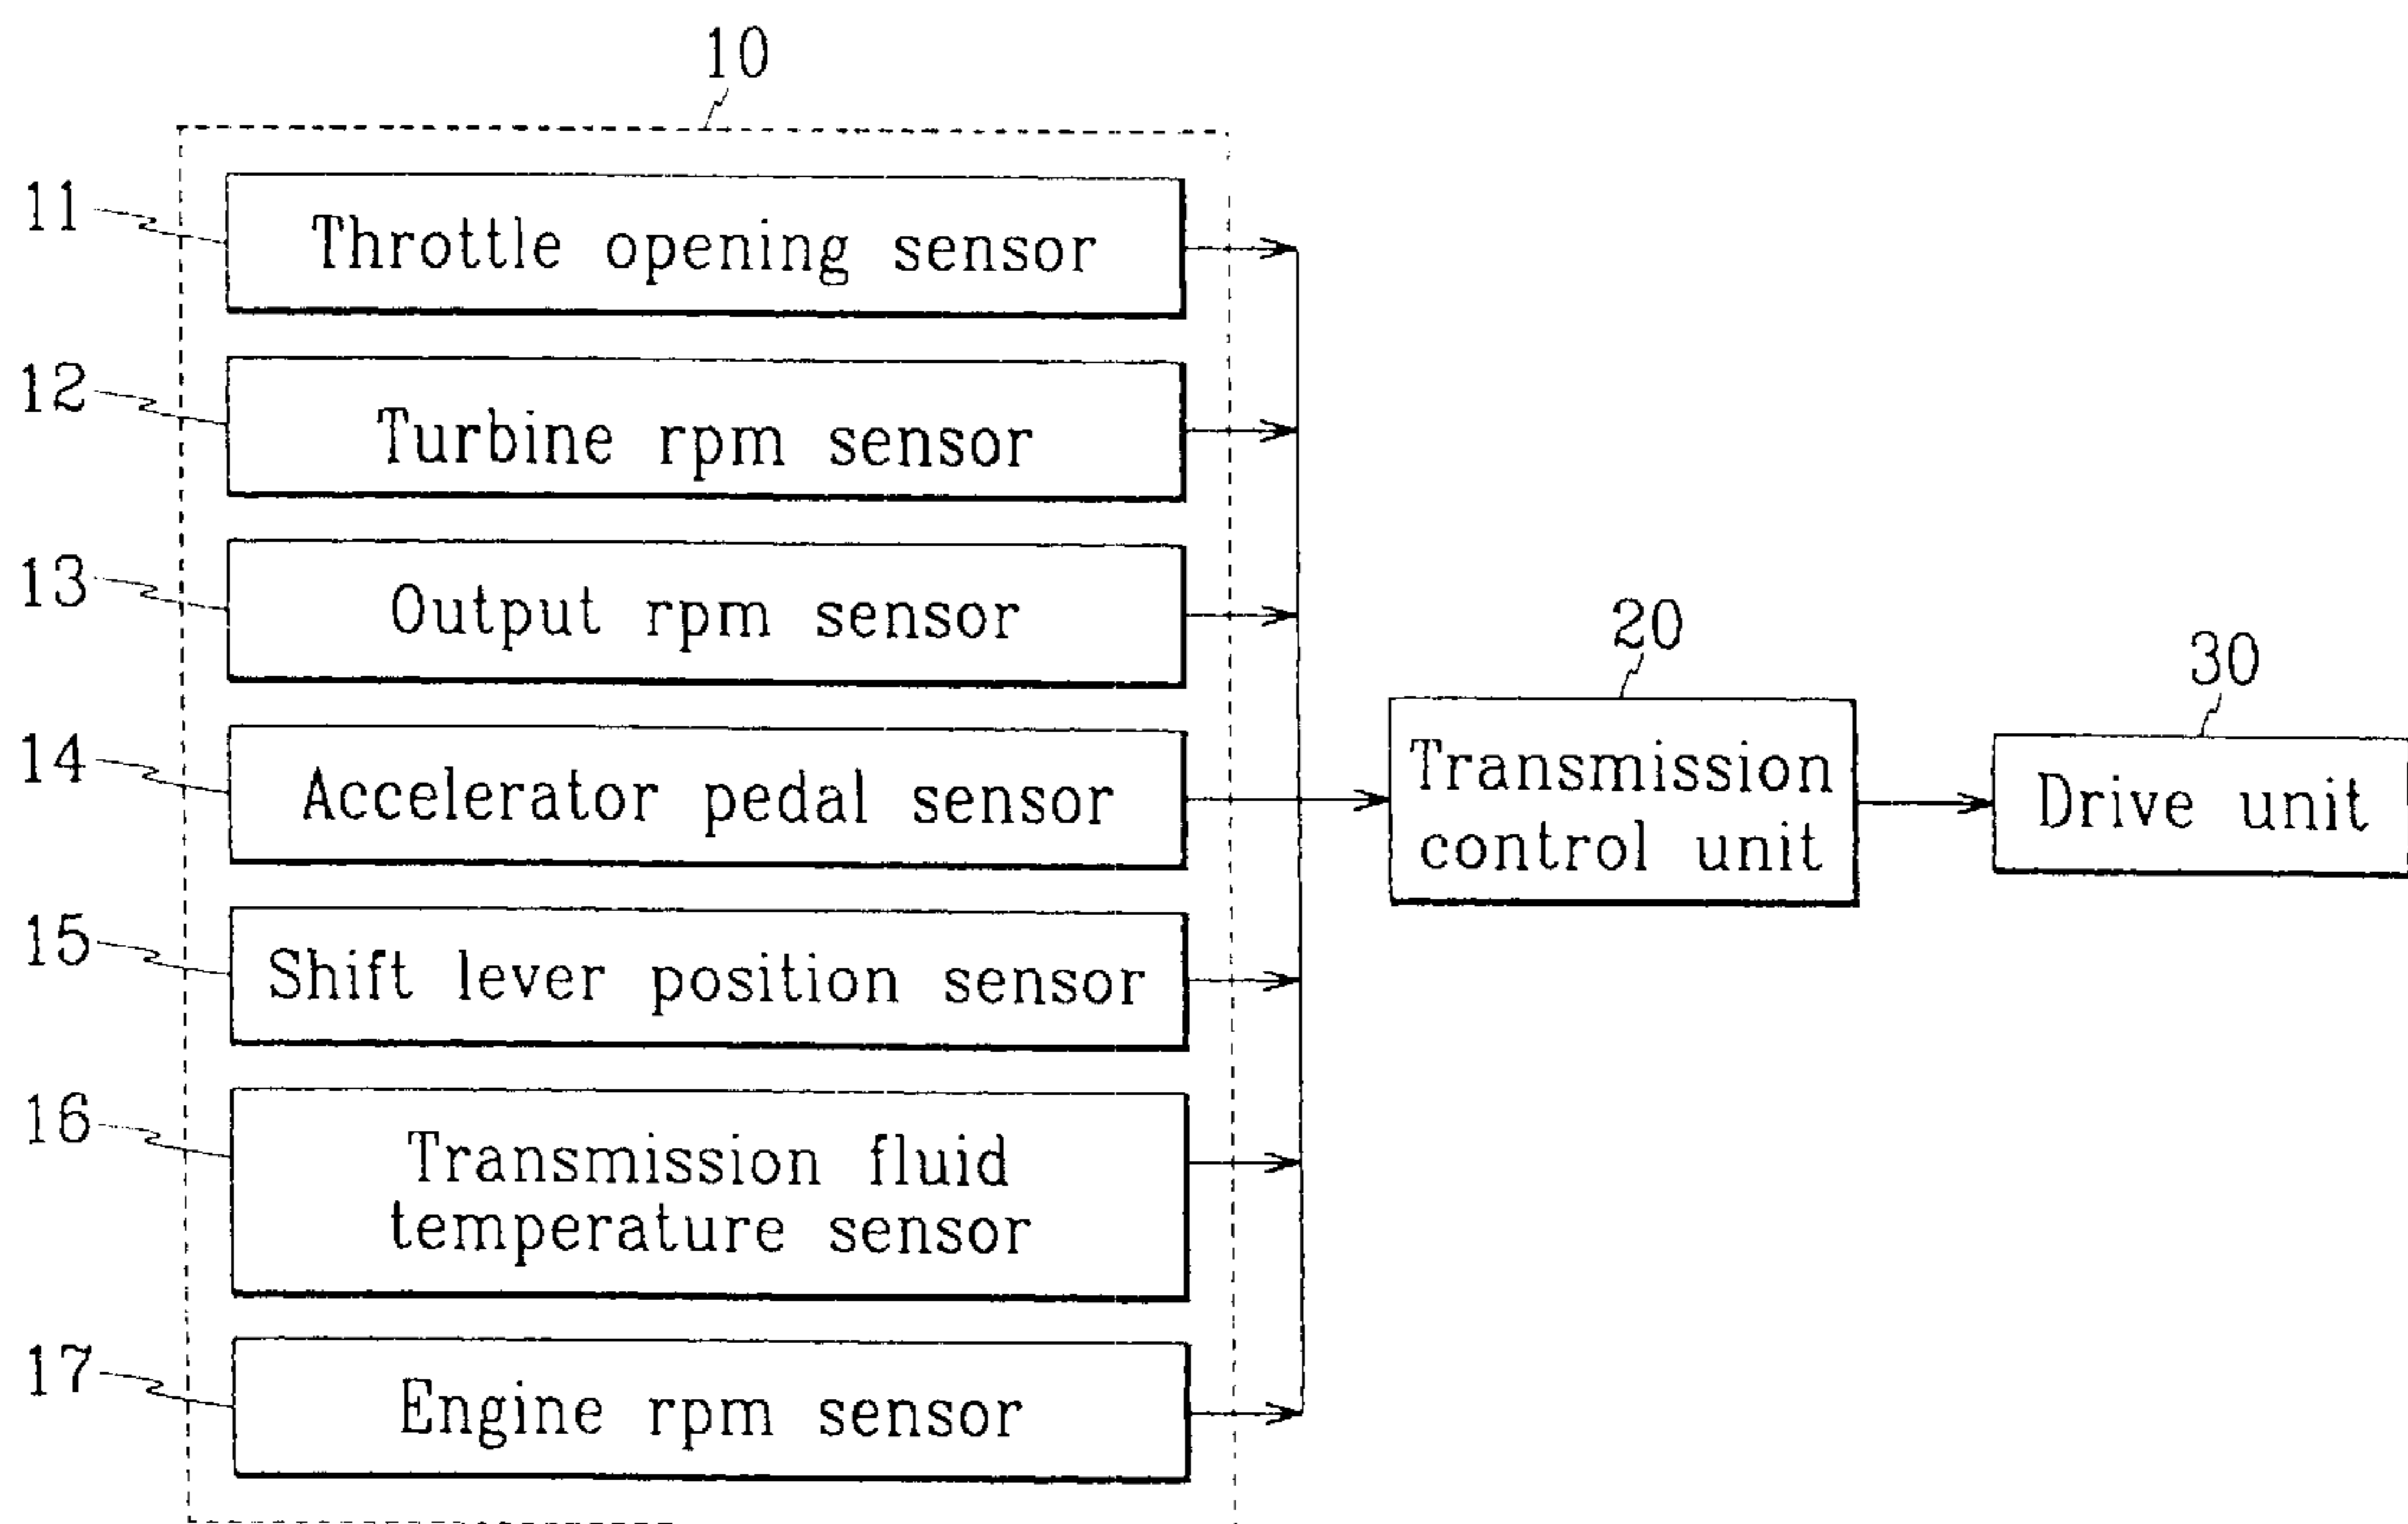 10
11
Throttle opening sensor
12
Turbine rpm sensor
13
Output rpm sensor
14
Accelerator pedal sensor
15
Shift lever position sensor
16
Transmission fluid
temperature sensor
17
Engine rpm sensor
20
Transmission
control unit
30
Drive unit